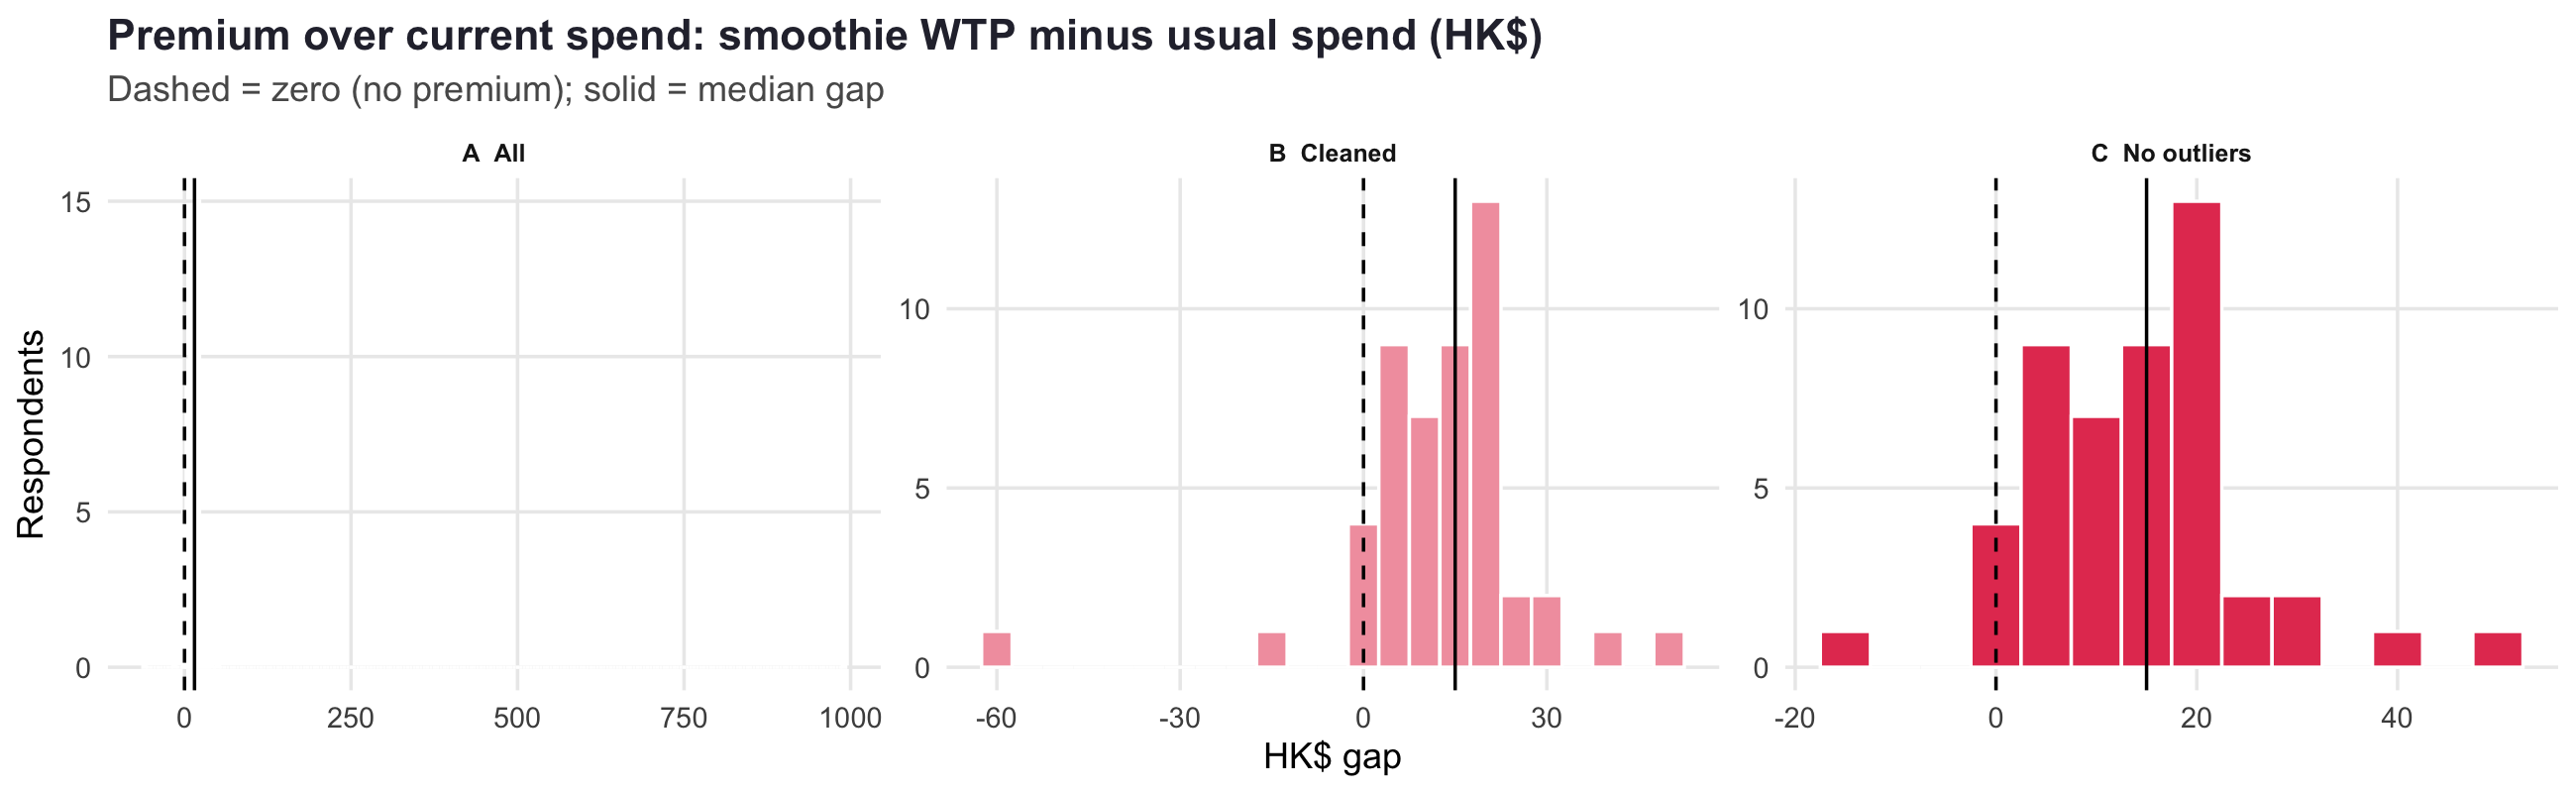 Premium over current spend: smoothie WTP minus usual spend (HK$)
Dashed = zero (no premium); solid = median gap
A All
B Cleaned
C No outliers
Respondents
15
10
5
0
10
5
0
10
5
0
0 250 500 750 1000
-60 -30 0 30
-20 0 20 40
HK$ gap